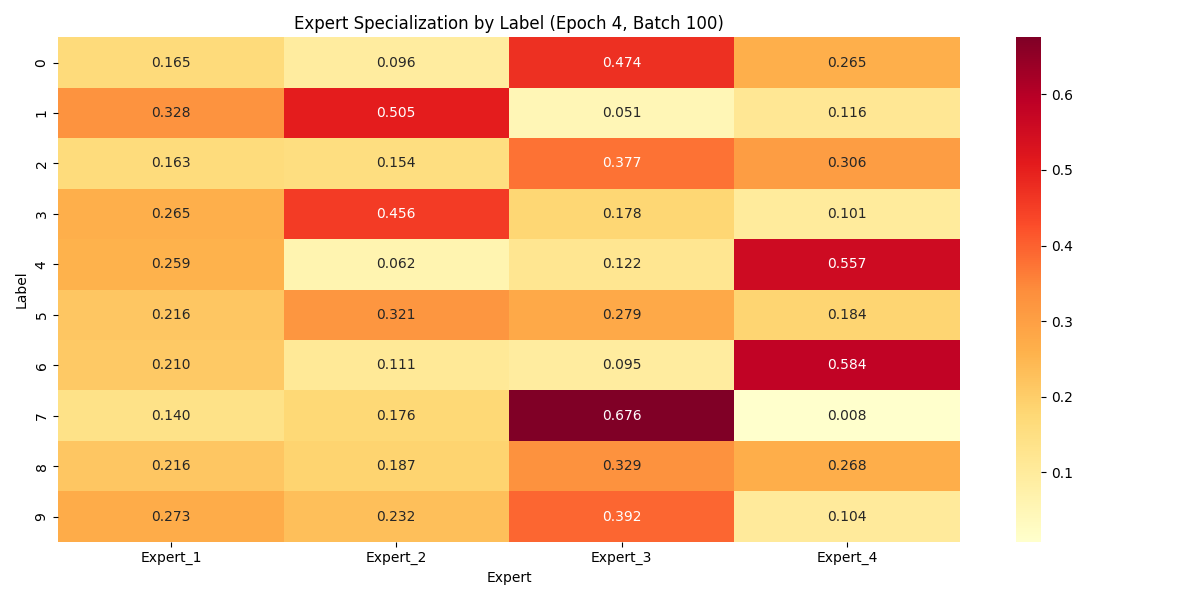 Expert Specialization by Label (Epoch 4, Batch 100)
Label
0 0.165 0.096 0.474 0.265
1 0.328 0.505 0.051 0.116
2 0.163 0.154 0.377 0.306
3 0.265 0.456 0.178 0.101
4 0.259 0.062 0.122 0.557
5 0.216 0.321 0.279 0.184
6 0.210 0.111 0.095 0.584
7 0.140 0.176 0.676 0.008
8 0.216 0.187 0.329 0.268
9 0.273 0.232 0.392 0.104
Expert_1 Expert_2 Expert_3 Expert_4
Expert
0.6
0.5
0.4
0.3
0.2
0.1